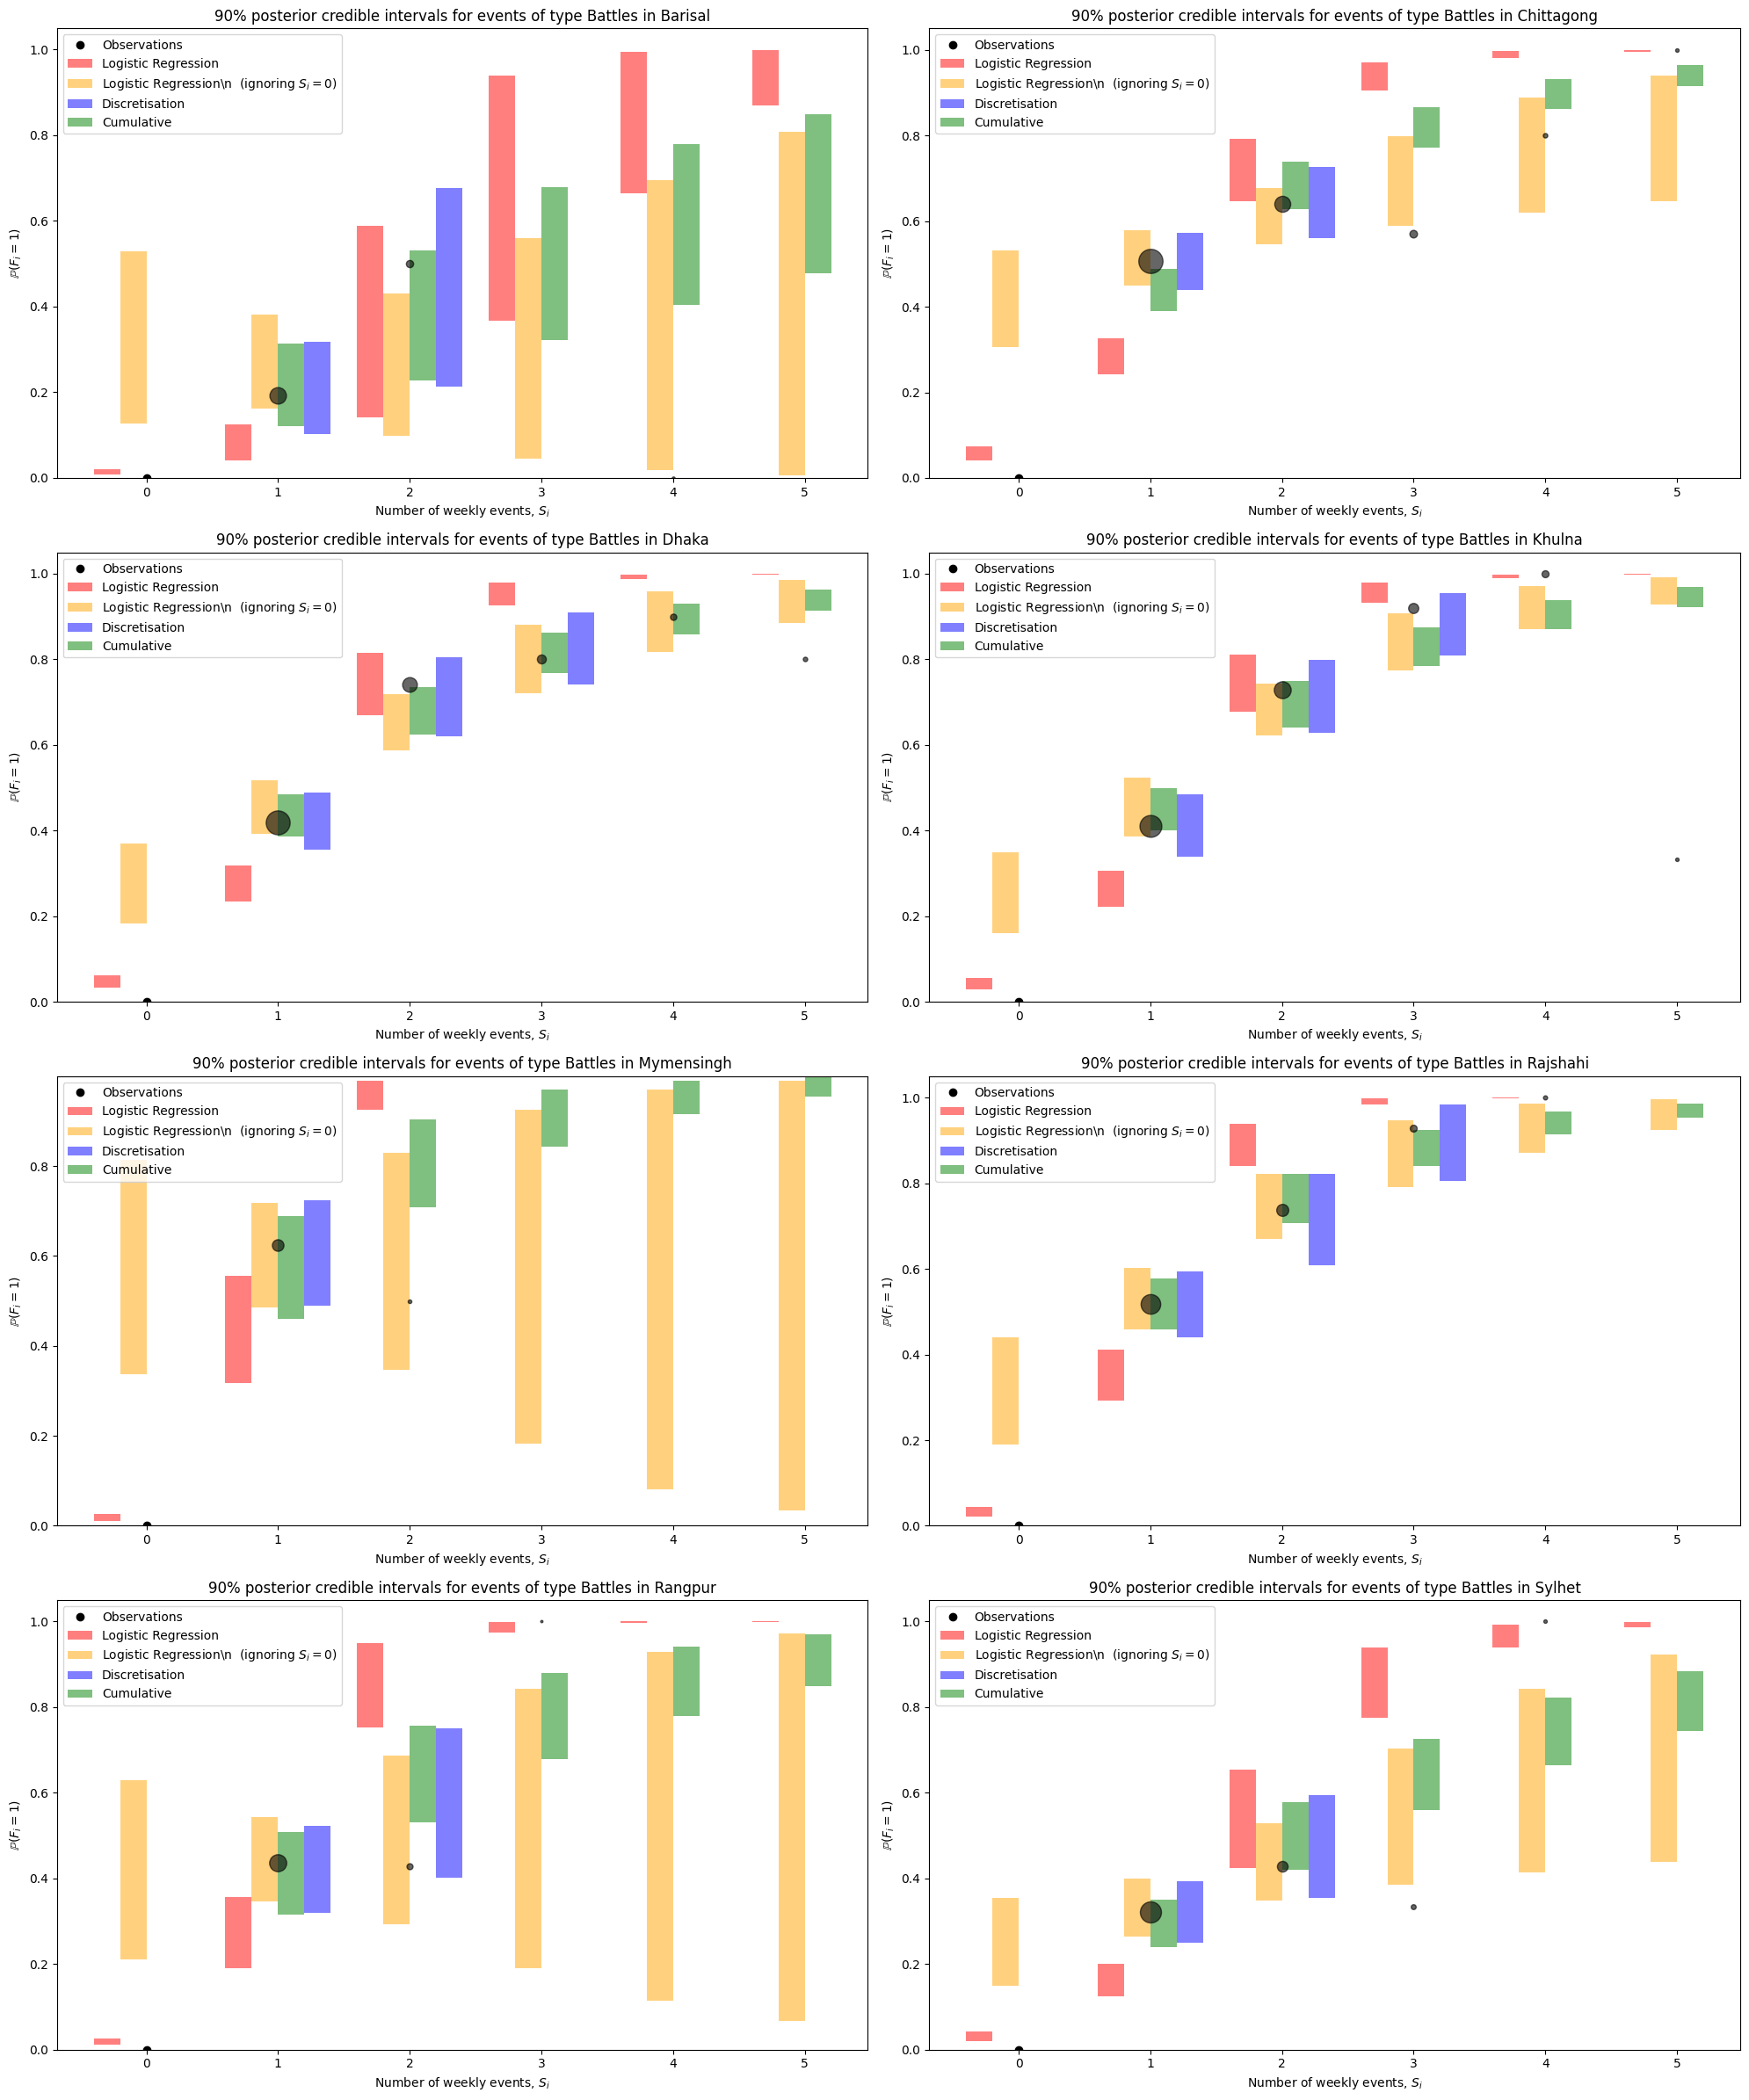 90% posterior credible intervals for events of type Battles in Barisal
Observations
Logistic Regression
Logistic Regression\n (ignoring $S_i = 0$)
Discretisation
Cumulative
1.0
0.8
0.6
0.4
0.2
0.0
ℙ(F_i = 1)
0 1 2 3 4 5
Number of weekly events, S_i
90% posterior credible intervals for events of type Battles in Chittagong
Observations
Logistic Regression
Logistic Regression\n (ignoring S_i = 0)
Discretisation
Cumulative
1.0
0.8
0.6
0.4
0.2
0.0
ℙ(F_i = 1)
0 1 2 3 4 5
Number of weekly events, S_i
90% posterior credible intervals for events of type Battles in Dhaka
Observations
Logistic Regression
Logistic Regression\n (ignoring S_i = 0)
Discretisation
Cumulative
1.0
0.8
0.6
0.4
0.2
0.0
ℙ(F_i = 1)
0 1 2 3 4 5
Number of weekly events, S_i
90% posterior credible intervals for events of type Battles in Khulna
Observations
Logistic Regression
Logistic Regression\n (ignoring S_i = 0)
Discretisation
Cumulative
1.0
0.8
0.6
0.4
0.2
0.0
ℙ(F_i = 1)
0 1 2 3 4 5
Number of weekly events, S_i
90% posterior credible intervals for events of type Battles in Mymensingh
Observations
Logistic Regression
Logistic Regression\n (ignoring S_i = 0)
Discretisation
Cumulative
0.8
0.6
0.4
0.2
0.0
ℙ(F_i = 1)
0 1 2 3 4 5
Number of weekly events, S_i
90% posterior credible intervals for events of type Battles in Rajshahi
Observations
Logistic Regression
Logistic Regression\n (ignoring S_i = 0)
Discretisation
Cumulative
1.0
0.8
0.6
0.4
0.2
0.0
ℙ(F_i = 1)
0 1 2 3 4 5
Number of weekly events, S_i
90% posterior credible intervals for events of type Battles in Rangpur
Observations
Logistic Regression
Logistic Regression\n (ignoring S_i = 0)
Discretisation
Cumulative
1.0
0.8
0.6
0.4
0.2
0.0
ℙ(F_i = 1)
0 1 2 3 4 5
Number of weekly events, S_i
90% posterior credible intervals for events of type Battles in Sylhet
Observations
Logistic Regression
Logistic Regression\n (ignoring S_i = 0)
Discretisation
Cumulative
1.0
0.8
0.6
0.4
0.2
0.0
ℙ(F_i = 1)
0 1 2 3 4 5
Number of weekly events, S_i